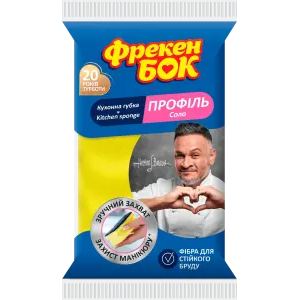 Фрекен
БОК
20
РОКІВ
ТУРБОТИ
Кухонна губка
Kitchen sponge
ПРОФІЛЬ
Соло
ЗРУЧНИЙ ЗАХВАТ
ЗАХИСТ МАНІКЮРУ*
ФІБРА ДЛЯ
СТІЙКОГО
БРУДУ